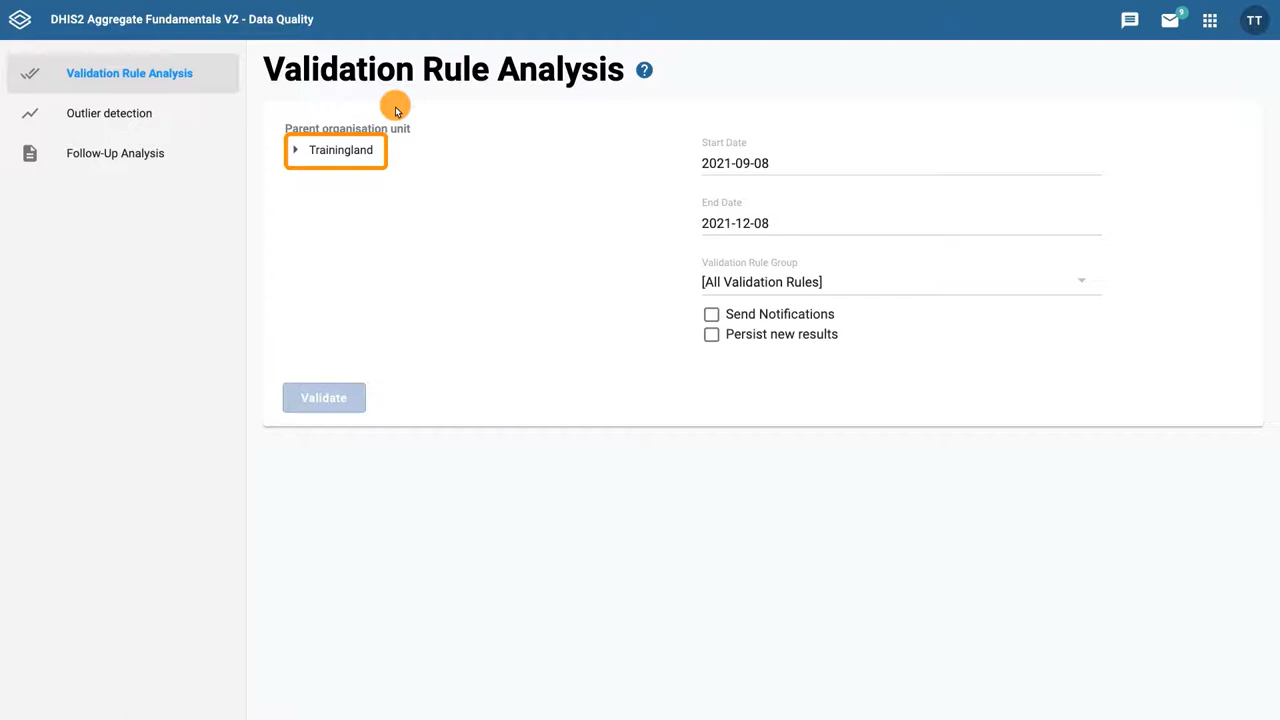 DHIS2 Aggregate Fundamentals V2 - Data Quality
9
TT
Validation Rule Analysis
Outlier detection
Follow-Up Analysis
Validation Rule Analysis ?
Parent organisation unit
Trainingland
Start Date
2021-09-08
End Date
2021-12-08
Validation Rule Group
[All Validation Rules]
Send Notifications
Persist new results
Validate